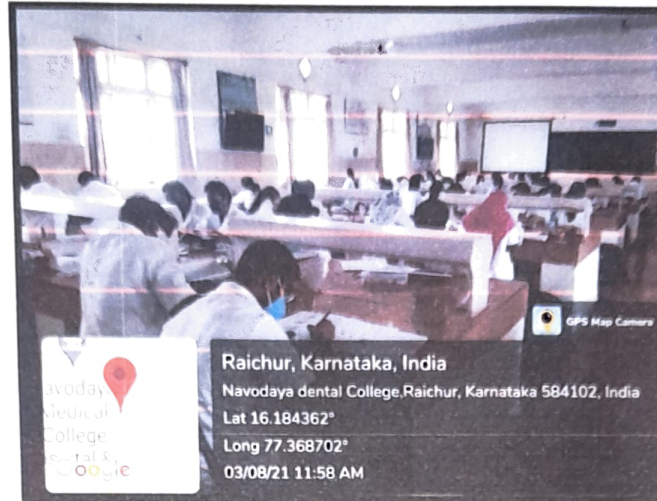 GPS Map Camera
Raichur, Karnataka, India
Navodaya dental College,Raichur, Karnataka 584102, India
Lat 16.184362°
Long 77.368702°
03/08/21 11:58 AM
avoday
Medical
College
Google